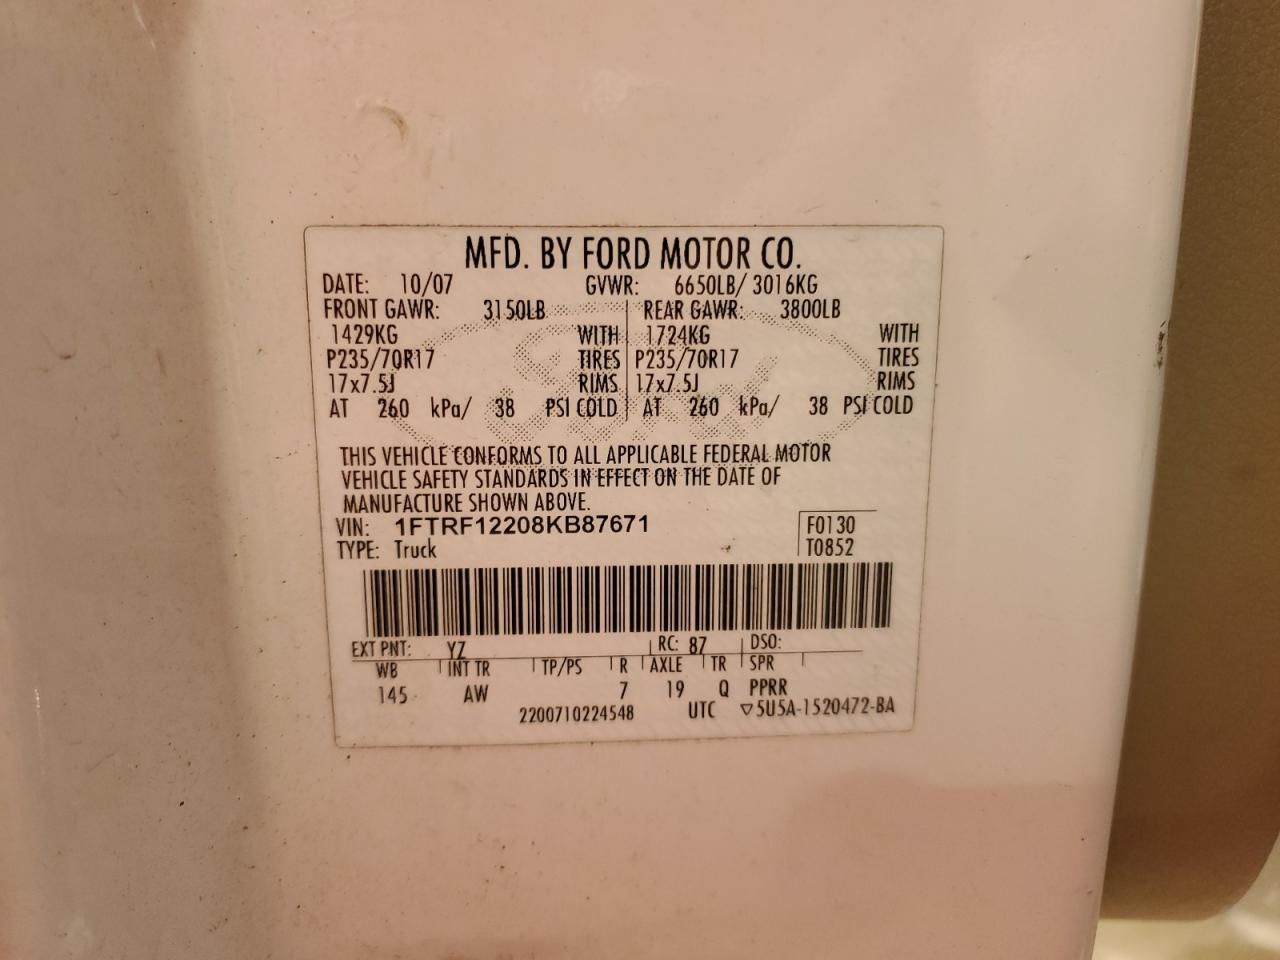 MFD. BY FORD MOTOR CO.
DATE: 10/07 GVWR: 6650LB/ 3016KG
FRONT GAWR: 3150LB REAR GAWR: 3800LB
1429KG WITH 1724KG WITH
P235/70R17 TIRES P235/70R17 TIRES
17x7.5J RIMS 17x7.5J RIMS
AT 260 kPa/ 38 PSI COLD AT 260 kPa/ 38 PSI COLD
THIS VEHICLE CONFORMS TO ALL APPLICABLE FEDERAL MOTOR
VEHICLE SAFETY STANDARDS IN EFFECT ON THE DATE OF
MANUFACTURE SHOWN ABOVE.
VIN: 1FTRF12208KB87671 F0130
TYPE: Truck T0852
EXT PNT: YZ RC: 87 DSO:
WB INT TR TP/PS R AXLE TR SPR
145 AW 7 19 Q PPRR
2200710224548 UTC ▽5U5A-1520472-BA